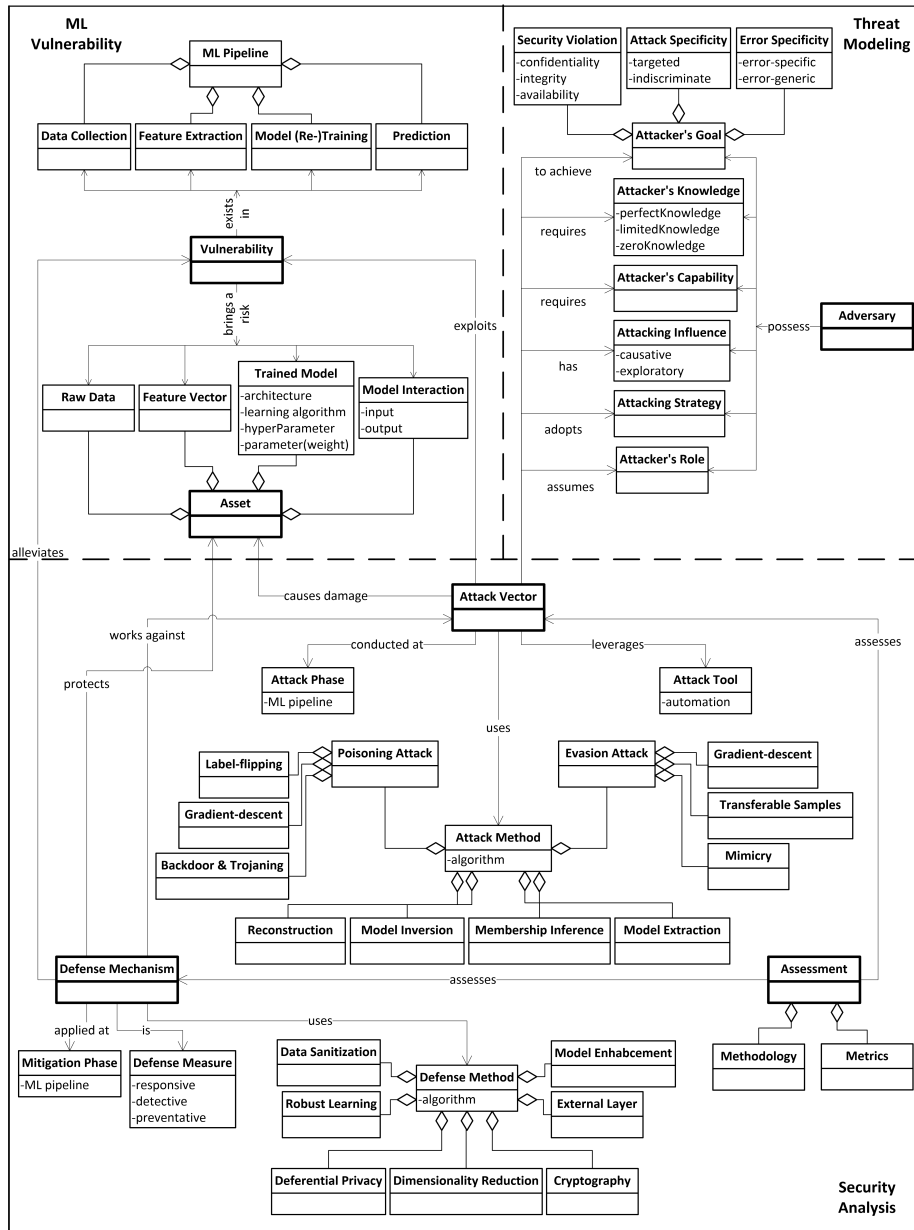 ML
Vulnerability
Threat
Modeling
ML Pipeline
Data Collection
Feature Extraction
Model (Re-)Training
Prediction
exists
in
Vulnerability
brings a
risk
Raw Data
Feature Vector
Trained Model
-architecture
-learning algorithm
-hyperParameter
-parameter(weight)
Model Interaction
-input
-output
Asset
Security Violation
-confidentiality
-integrity
-availability
Attack Specificity
-targeted
-indiscriminate
Error Specificity
-error-specific
-error-generic
Attacker's Goal
to achieve
Attacker's Knowledge
-perfectKnowledge
-limitedKnowledge
-zeroKnowledge
requires
Attacker's Capability
requires
Attacking Influence
-causative
-exploratory
has
Attacking Strategy
adopts
Attacker's Role
assumes
possess
Adversary
exploits
alleviates
causes damage
Attack Vector
works against
protects
conducted at
leverages
assesses
Attack Phase
-ML pipeline
Attack Tool
-automation
uses
Poisoning Attack
Label-flipping
Gradient-descent
Backdoor & Trojaning
Evasion Attack
Gradient-descent
Transferable Samples
Mimicry
Attack Method
-algorithm
Reconstruction
Model Inversion
Membership Inference
Model Extraction
Defense Mechanism
assesses
Assessment
Methodology
Metrics
applied at
is
uses
Mitigation Phase
-ML pipeline
Defense Measure
-responsive
-detective
-preventative
Data Sanitization
Robust Learning
Defense Method
-algorithm
Model Enhabcement
External Layer
Deferential Privacy
Dimensionality Reduction
Cryptography
Security
Analysis